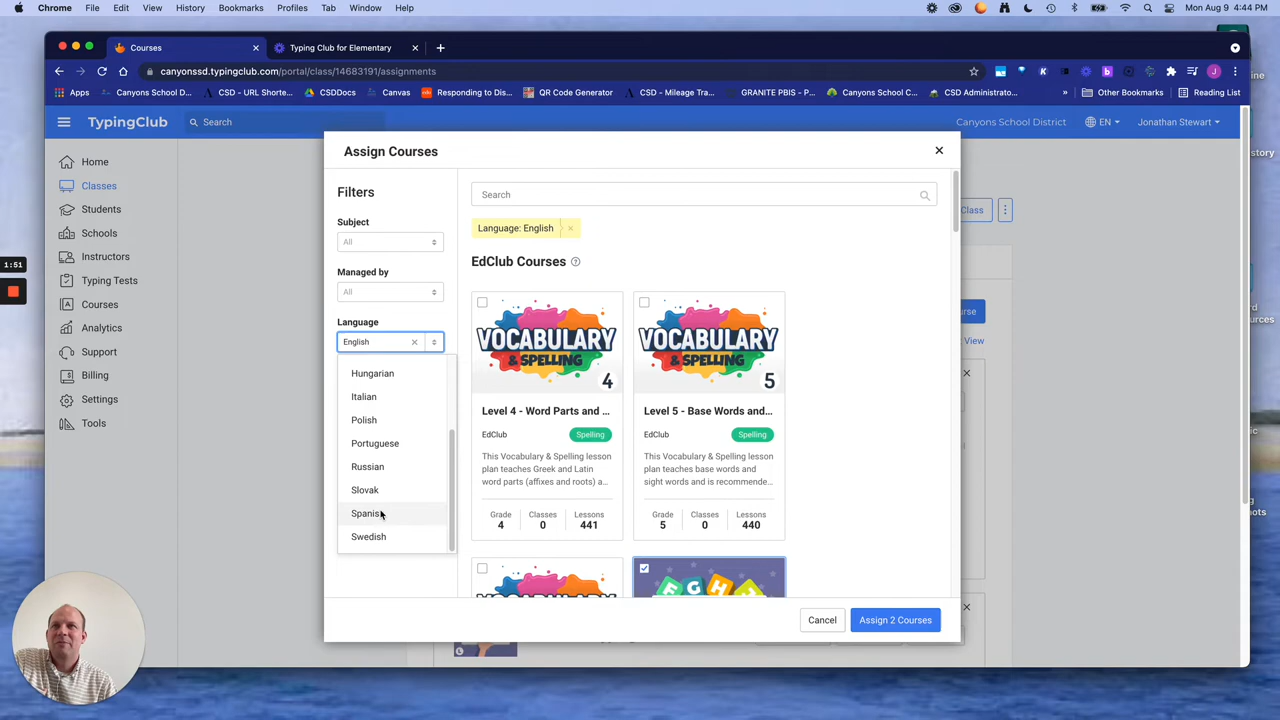 Chrome File Edit View History Bookmarks Profiles Tab Window Help Mon Aug 9 4:44 PM
Courses Typing Club for Elementary
canyonssd.typingclub.com/portal/class/14683191/assignments
Apps Canyons School D... CSD - URL Shorte... CSDDocs Canvas Responding to Dis... QR Code Generator CSD - Mileage Tra... GRANITE PBIS - P... Canyons School C... CSD Administrato... » Other Bookmarks Reading List
TypingClub Search Canyons School District EN Jonathan Stewart
Assign Courses
Home
Classes
Students
Schools
Instructors
Typing Tests
Courses
Analytics
Support
Billing
Settings
Tools
1:51
Filters
Subject
All
Managed by
All
Language
English
Hungarian
Italian
Polish
Portuguese
Russian
Slovak
Spanis
Swedish
Search
Language: English
EdClub Courses
VOCABULARY & SPELLING 4
Level 4 - Word Parts and ...
EdClub Spelling
This Vocabulary & Spelling lesson
plan teaches Greek and Latin
word parts (affixes and roots) a...
Grade Classes Lessons
4 0 441
VOCABULARY & SPELLING 5
Level 5 - Base Words and...
EdClub Spelling
This Vocabulary & Spelling lesson
plan teaches base words and
sight words and is recommende...
Grade Classes Lessons
5 0 440
Cancel Assign 2 Courses
Class
View